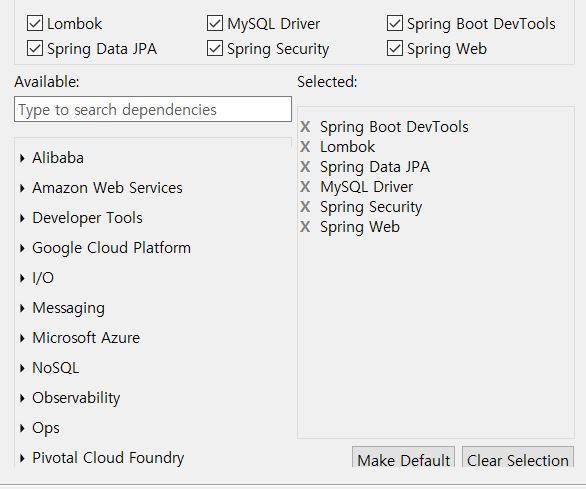 Lombok MySQL Driver Spring Boot DevTools
Spring Data JPA Spring Security Spring Web
Available:
Type to search dependencies
Alibaba
Amazon Web Services
Developer Tools
Google Cloud Platform
I/O
Messaging
Microsoft Azure
NoSQL
Observability
Ops
Pivotal Cloud Foundry
Selected:
X Spring Boot DevTools
X Lombok
X Spring Data JPA
X MySQL Driver
X Spring Security
X Spring Web
Make Default Clear Selection